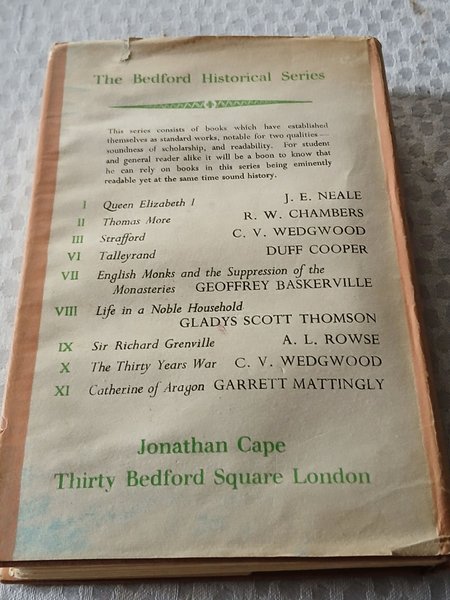 The Bedford Historical Series
This series consists of books which have established
themselves as standard works, notable for two qualities—
soundness of scholarship, and readability. For student
and general reader alike it will be a boon to know that
he can rely on books in this series being eminently
readable yet at the same time sound history.
I Queen Elizabeth I J. E. NEALE
II Thomas More R. W. CHAMBERS
III Strafford C. V. WEDGWOOD
VI Talleyrand DUFF COOPER
VII English Monks and the Suppression of the
Monasteries GEOFFREY BASKERVILLE
VIII Life in a Noble Household
GLADYS SCOTT THOMSON
IX Sir Richard Grenville A. L. ROWSE
X The Thirty Years War C. V. WEDGWOOD
XI Catherine of Aragon GARRETT MATTINGLY
Jonathan Cape
Thirty Bedford Square London